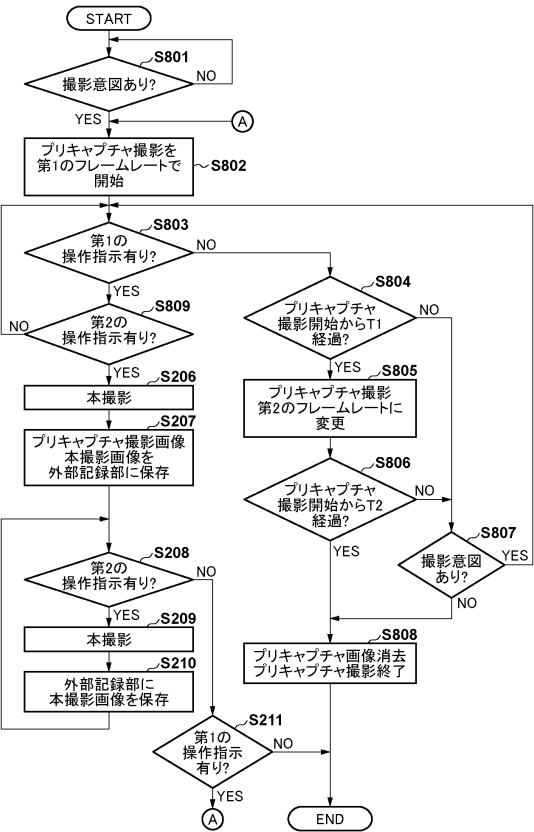 START
S801
撮影意図あり?
NO
YES
A
プリキャプチャ撮影を
第1のフレームレートで
開始
S802
S803
第1の
操作指示有り?
NO
YES
S804
プリキャプチャ
撮影開始からT1
経過?
NO
YES
S809
第2の
操作指示有り?
NO
YES
S805
プリキャプチャ撮影
第2のフレームレートに
変更
S206
本撮影
S207
プリキャプチャ撮影画像
本撮影画像を
外部記録部に保存
S806
プリキャプチャ
撮影開始からT2
経過?
NO
YES
S807
撮影意図
あり?
YES
NO
S208
第2の
操作指示有り?
NO
YES
S209
本撮影
S210
外部記録部に
本撮影画像を保存
S808
プリキャプチャ画像消去
プリキャプチャ撮影終了
S211
第1の
操作指示
有り?
NO
YES
A
END